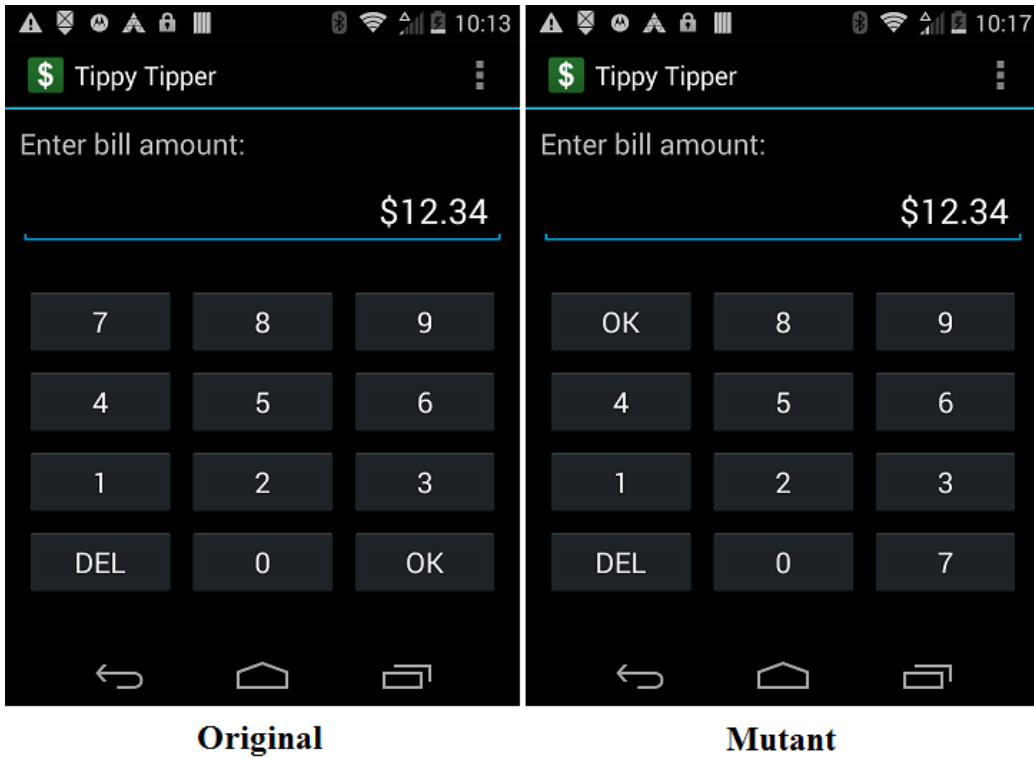 10:13
$ Tippy Tipper
Enter bill amount:
$12.34
7 8 9
4 5 6
1 2 3
DEL 0 OK
Original
10:17
$ Tippy Tipper
Enter bill amount:
$12.34
OK 8 9
4 5 6
1 2 3
DEL 0 7
Mutant